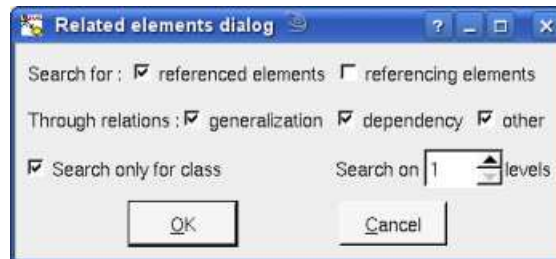 Related elements dialog
Search for : referenced elements referencing elements
Through relations : generalization dependency other
Search only for class Search on 1 levels
OK Cancel